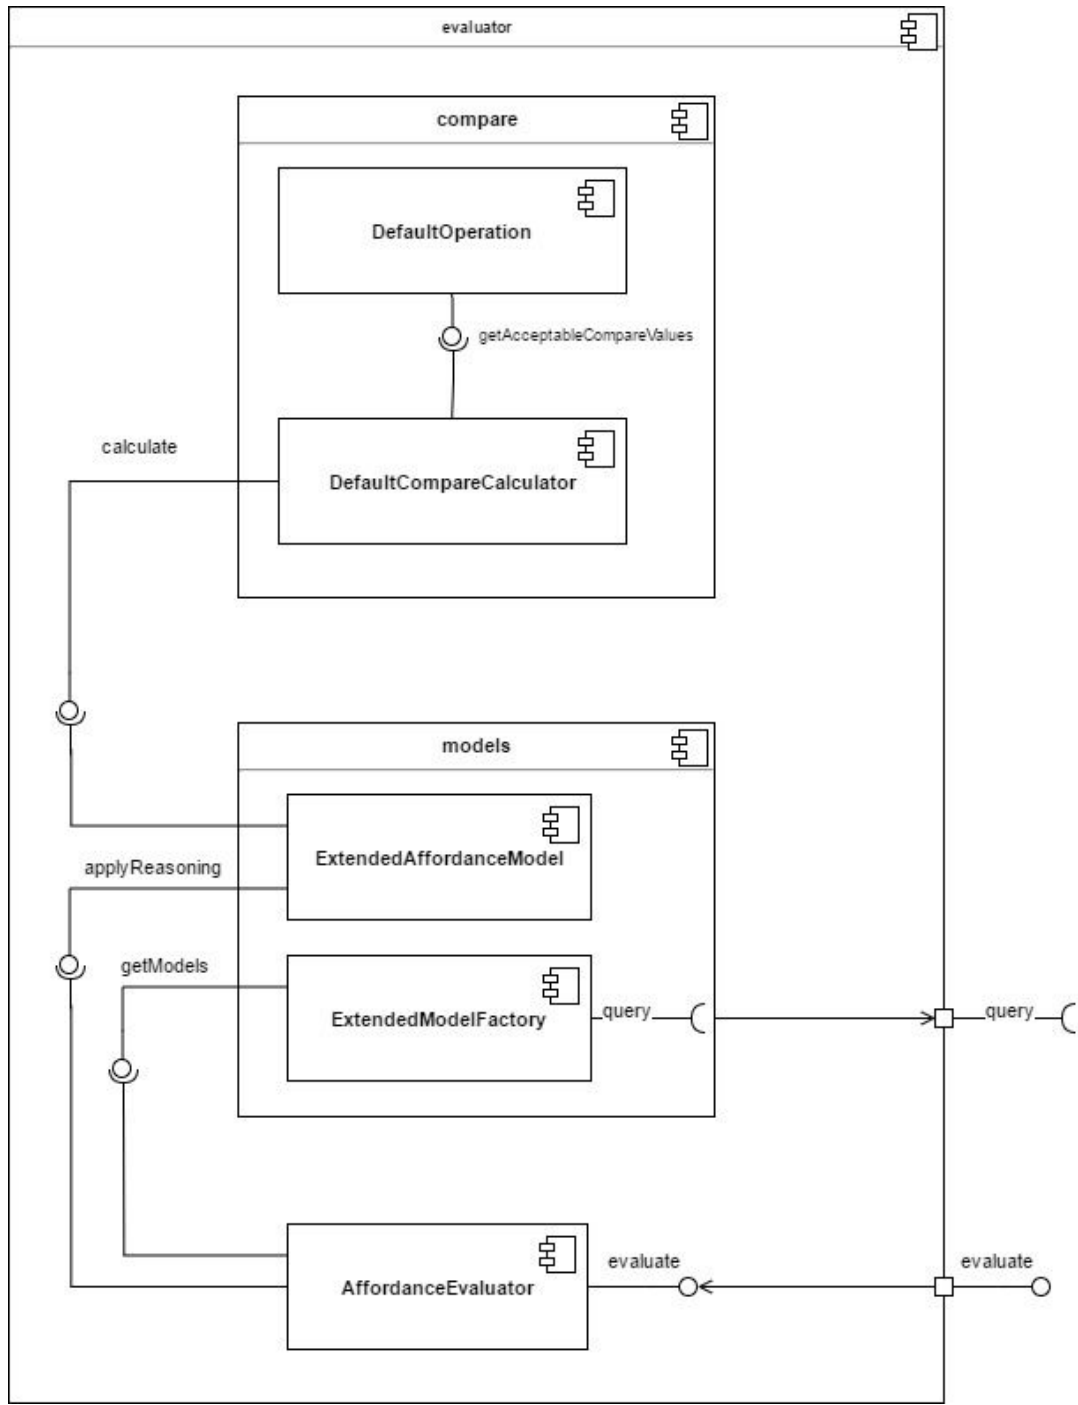 evaluator
compare
DefaultOperation
getAcceptableCompareValues
calculate
DefaultCompareCalculator
models
ExtendedAffordanceModel
applyReasoning
getModels
ExtendedModelFactory
query
query
AffordanceEvaluator
evaluate
evaluate